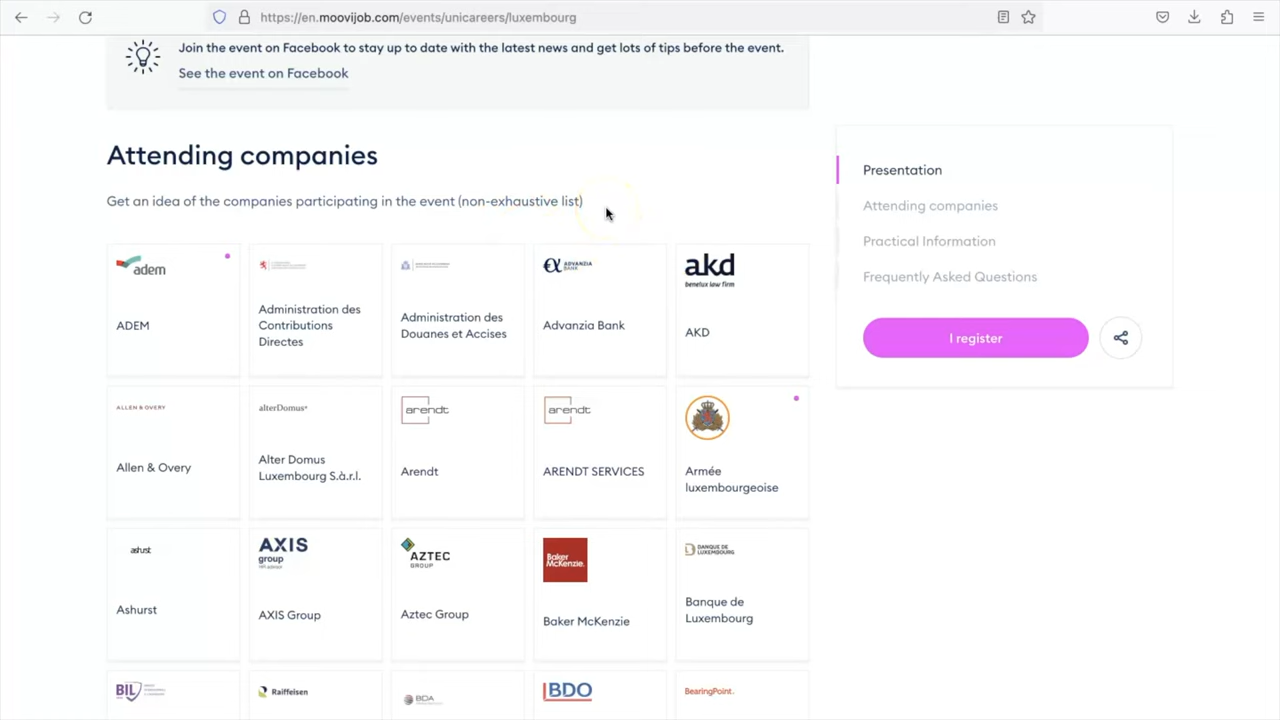 https://en.moovijob.com/events/unicareers/luxembourg
Join the event on Facebook to stay up to date with the latest news and get lots of tips before the event.
See the event on Facebook
Attending companies
Get an idea of the companies participating in the event (non-exhaustive list)
Presentation
Attending companies
Practical Information
Frequently Asked Questions
I register
adem
ADVANZIA
BANK
akd
benelux law firm
ADEM
Administration des
Contributions
Directes
Administration des
Douanes et Accises
Advanzia Bank
AKD
ALLEN & OVERY
alterDomus*
arendt
arendt
Allen & Overy
Alter Domus
Luxembourg S.à.r.l.
Arendt
ARENDT SERVICES
Armée
luxembourgeoise
ashurst
AXIS
group
AZTEC
GROUP
Baker
McKenzie.
BANQUE DE
LUXEMBOURG
Ashurst
AXIS Group
Aztec Group
Baker McKenzie
Banque de
Luxembourg
BIL
Raiffeisen
BDA
BDO
BearingPoint.